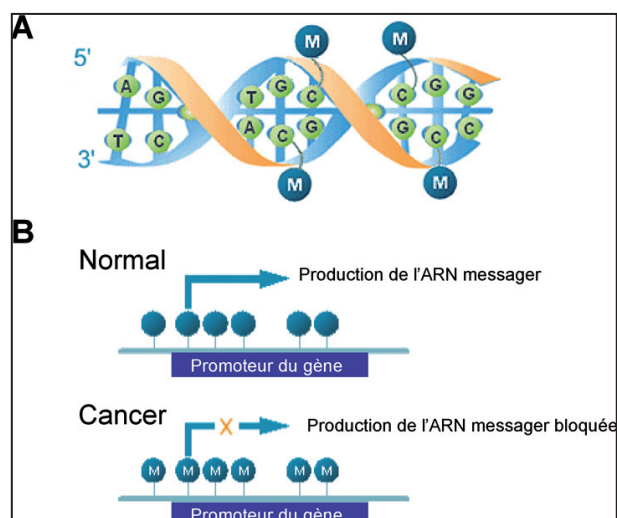 A
M M
5'
A G T G C C G G
T C A C G G C C
3'
M M
B
Normal
Production de l'ARN messager
Promoteur du gène
Cancer
X
Production de l'ARN messager bloquée
M M M M M M
Promoteur du gène